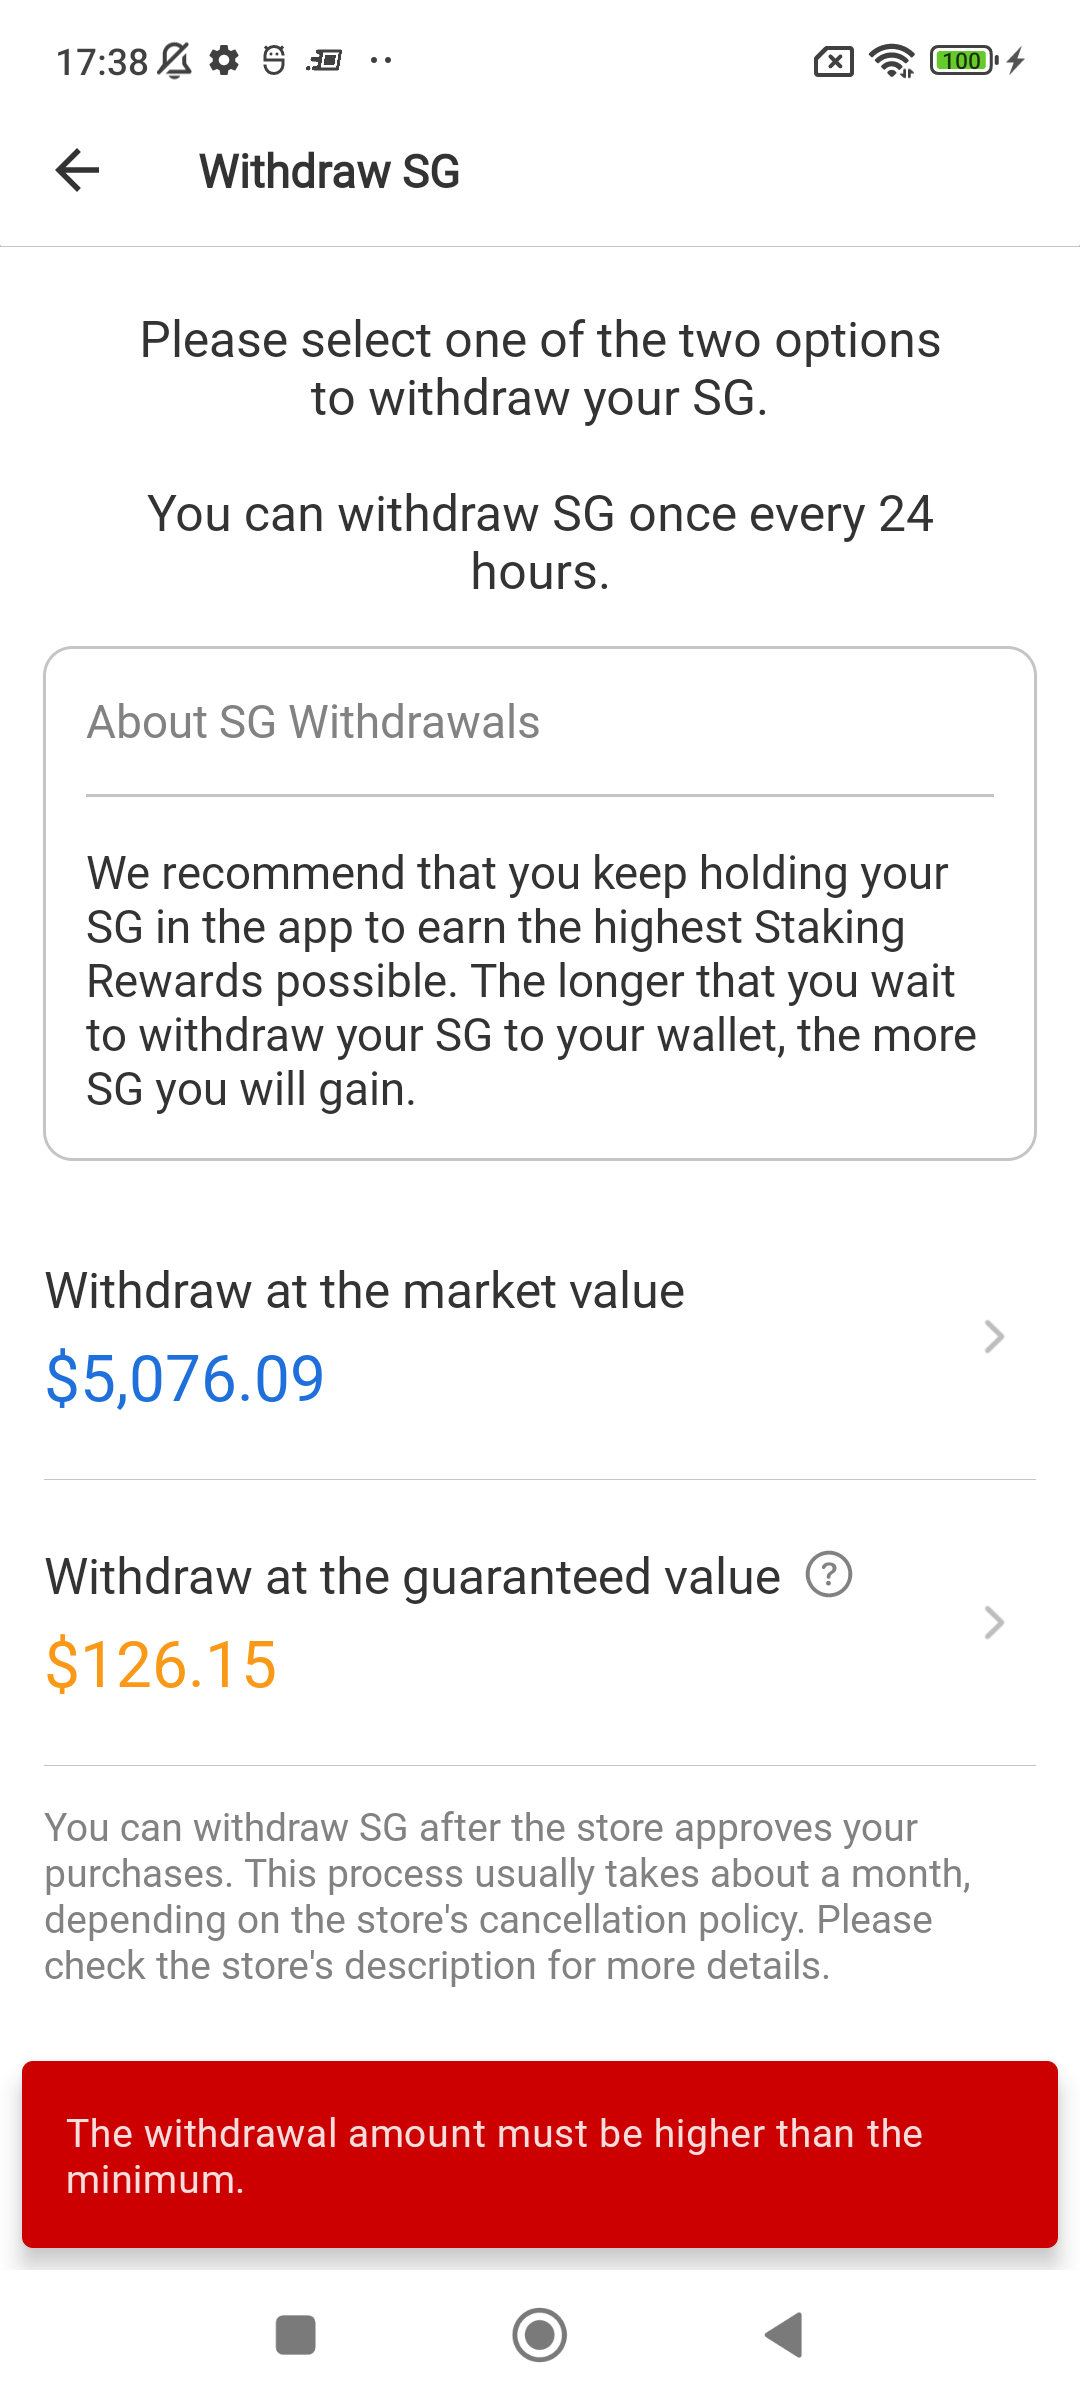 17:38
100
Withdraw SG
Please select one of the two options
to withdraw your SG.
You can withdraw SG once every 24
hours.
About SG Withdrawals
We recommend that you keep holding your
SG in the app to earn the highest Staking
Rewards possible. The longer that you wait
to withdraw your SG to your wallet, the more
SG you will gain.
Withdraw at the market value
$5,076.09
Withdraw at the guaranteed value ?
$126.15
You can withdraw SG after the store approves your
purchases. This process usually takes about a month,
depending on the store's cancellation policy. Please
check the store's description for more details.
The withdrawal amount must be higher than the
minimum.